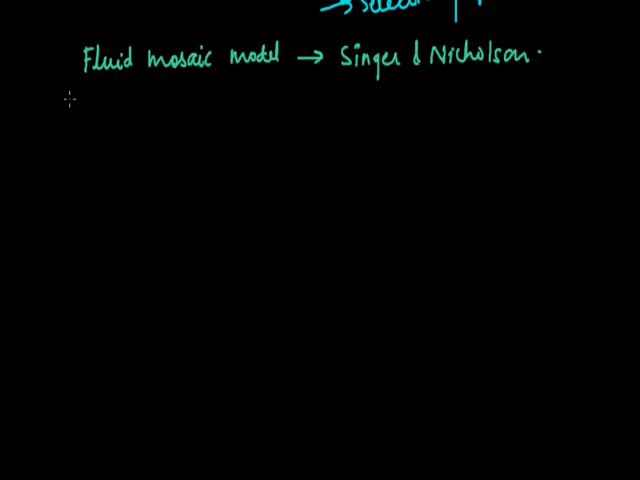 Fluid mosaic model → Singer & Nicholson.